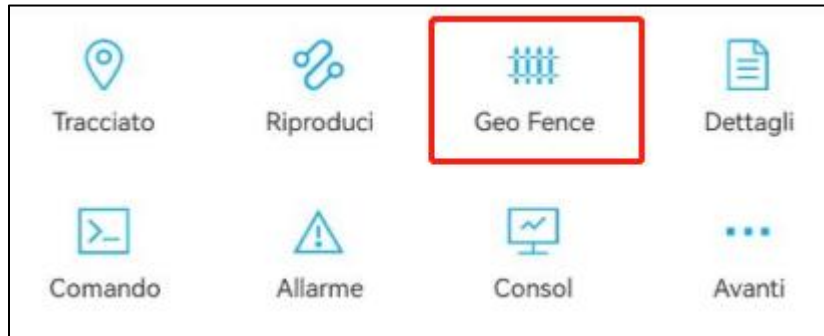 Tracciato Riproduci Geo Fence Dettagli
Comando Allarme Consol Avanti